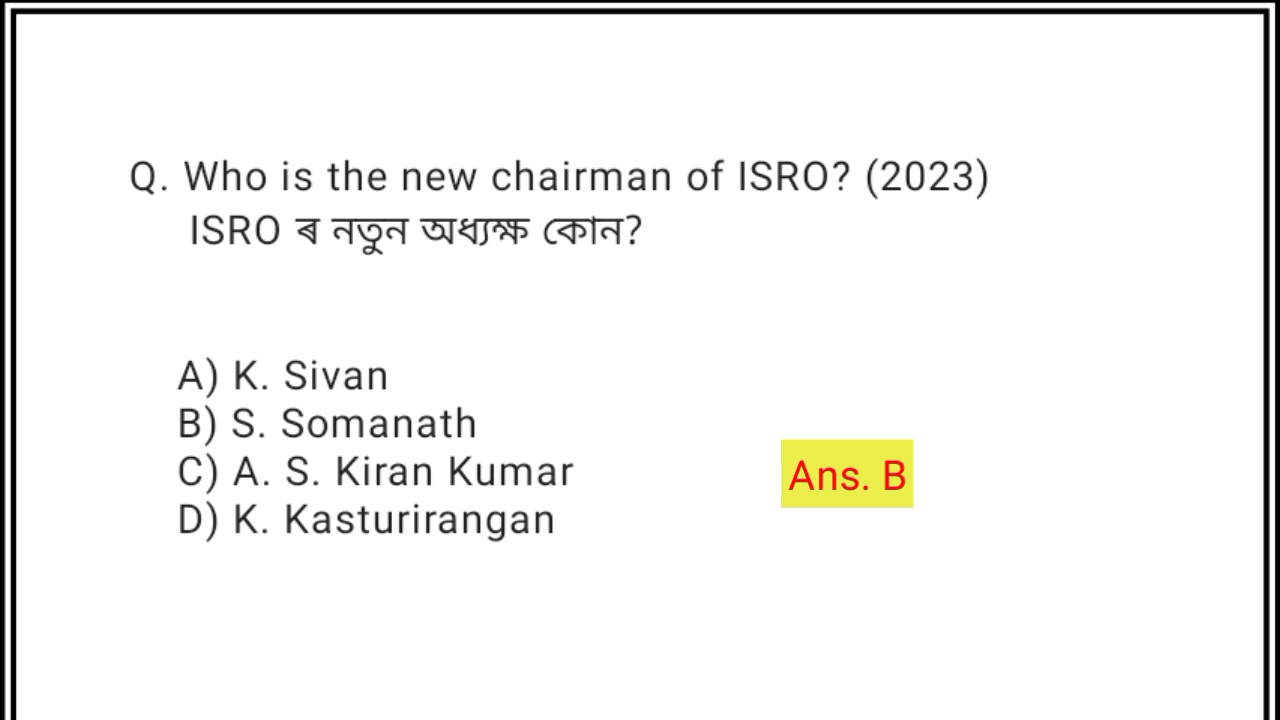 Q. Who is the new chairman of ISRO? (2023)
ISRO ৰ নতুন অধ্যক্ষ কোন?
A) K. Sivan
B) S. Somanath
C) A. S. Kiran Kumar
D) K. Kasturirangan
Ans. B